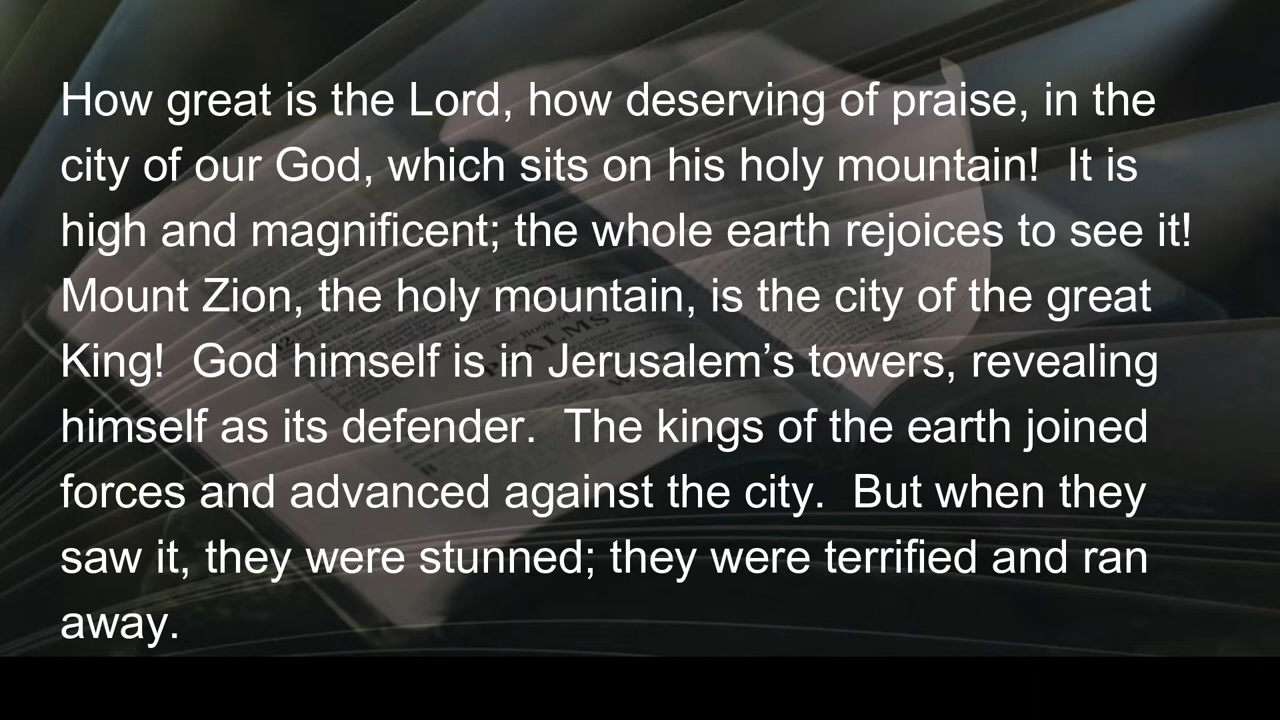 How great is the Lord, how deserving of praise, in the
city of our God, which sits on his holy mountain!  It is
high and magnificent; the whole earth rejoices to see it!
Mount Zion, the holy mountain, is the city of the great
King!  God himself is in Jerusalem’s towers, revealing
himself as its defender.  The kings of the earth joined
forces and advanced against the city.  But when they
saw it, they were stunned; they were terrified and ran
away.
Book of
PSALMS